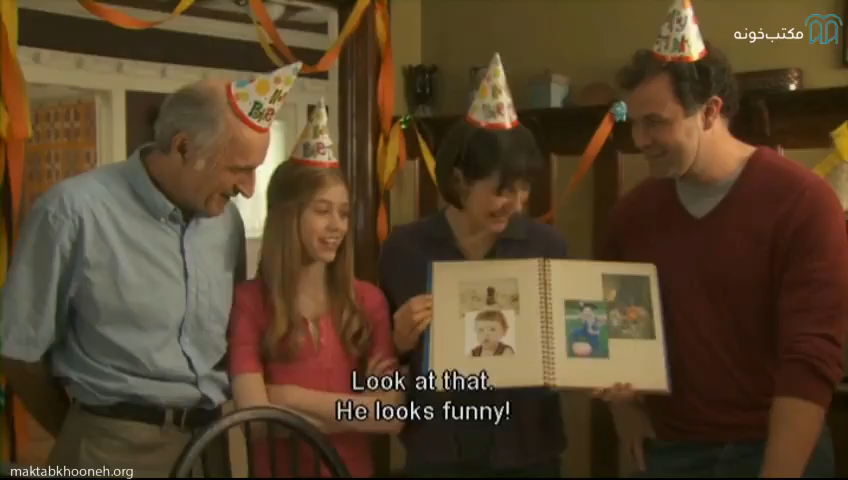 مکتب‌خونه
Look at that.
He looks funny!
maktabkhooneh.org